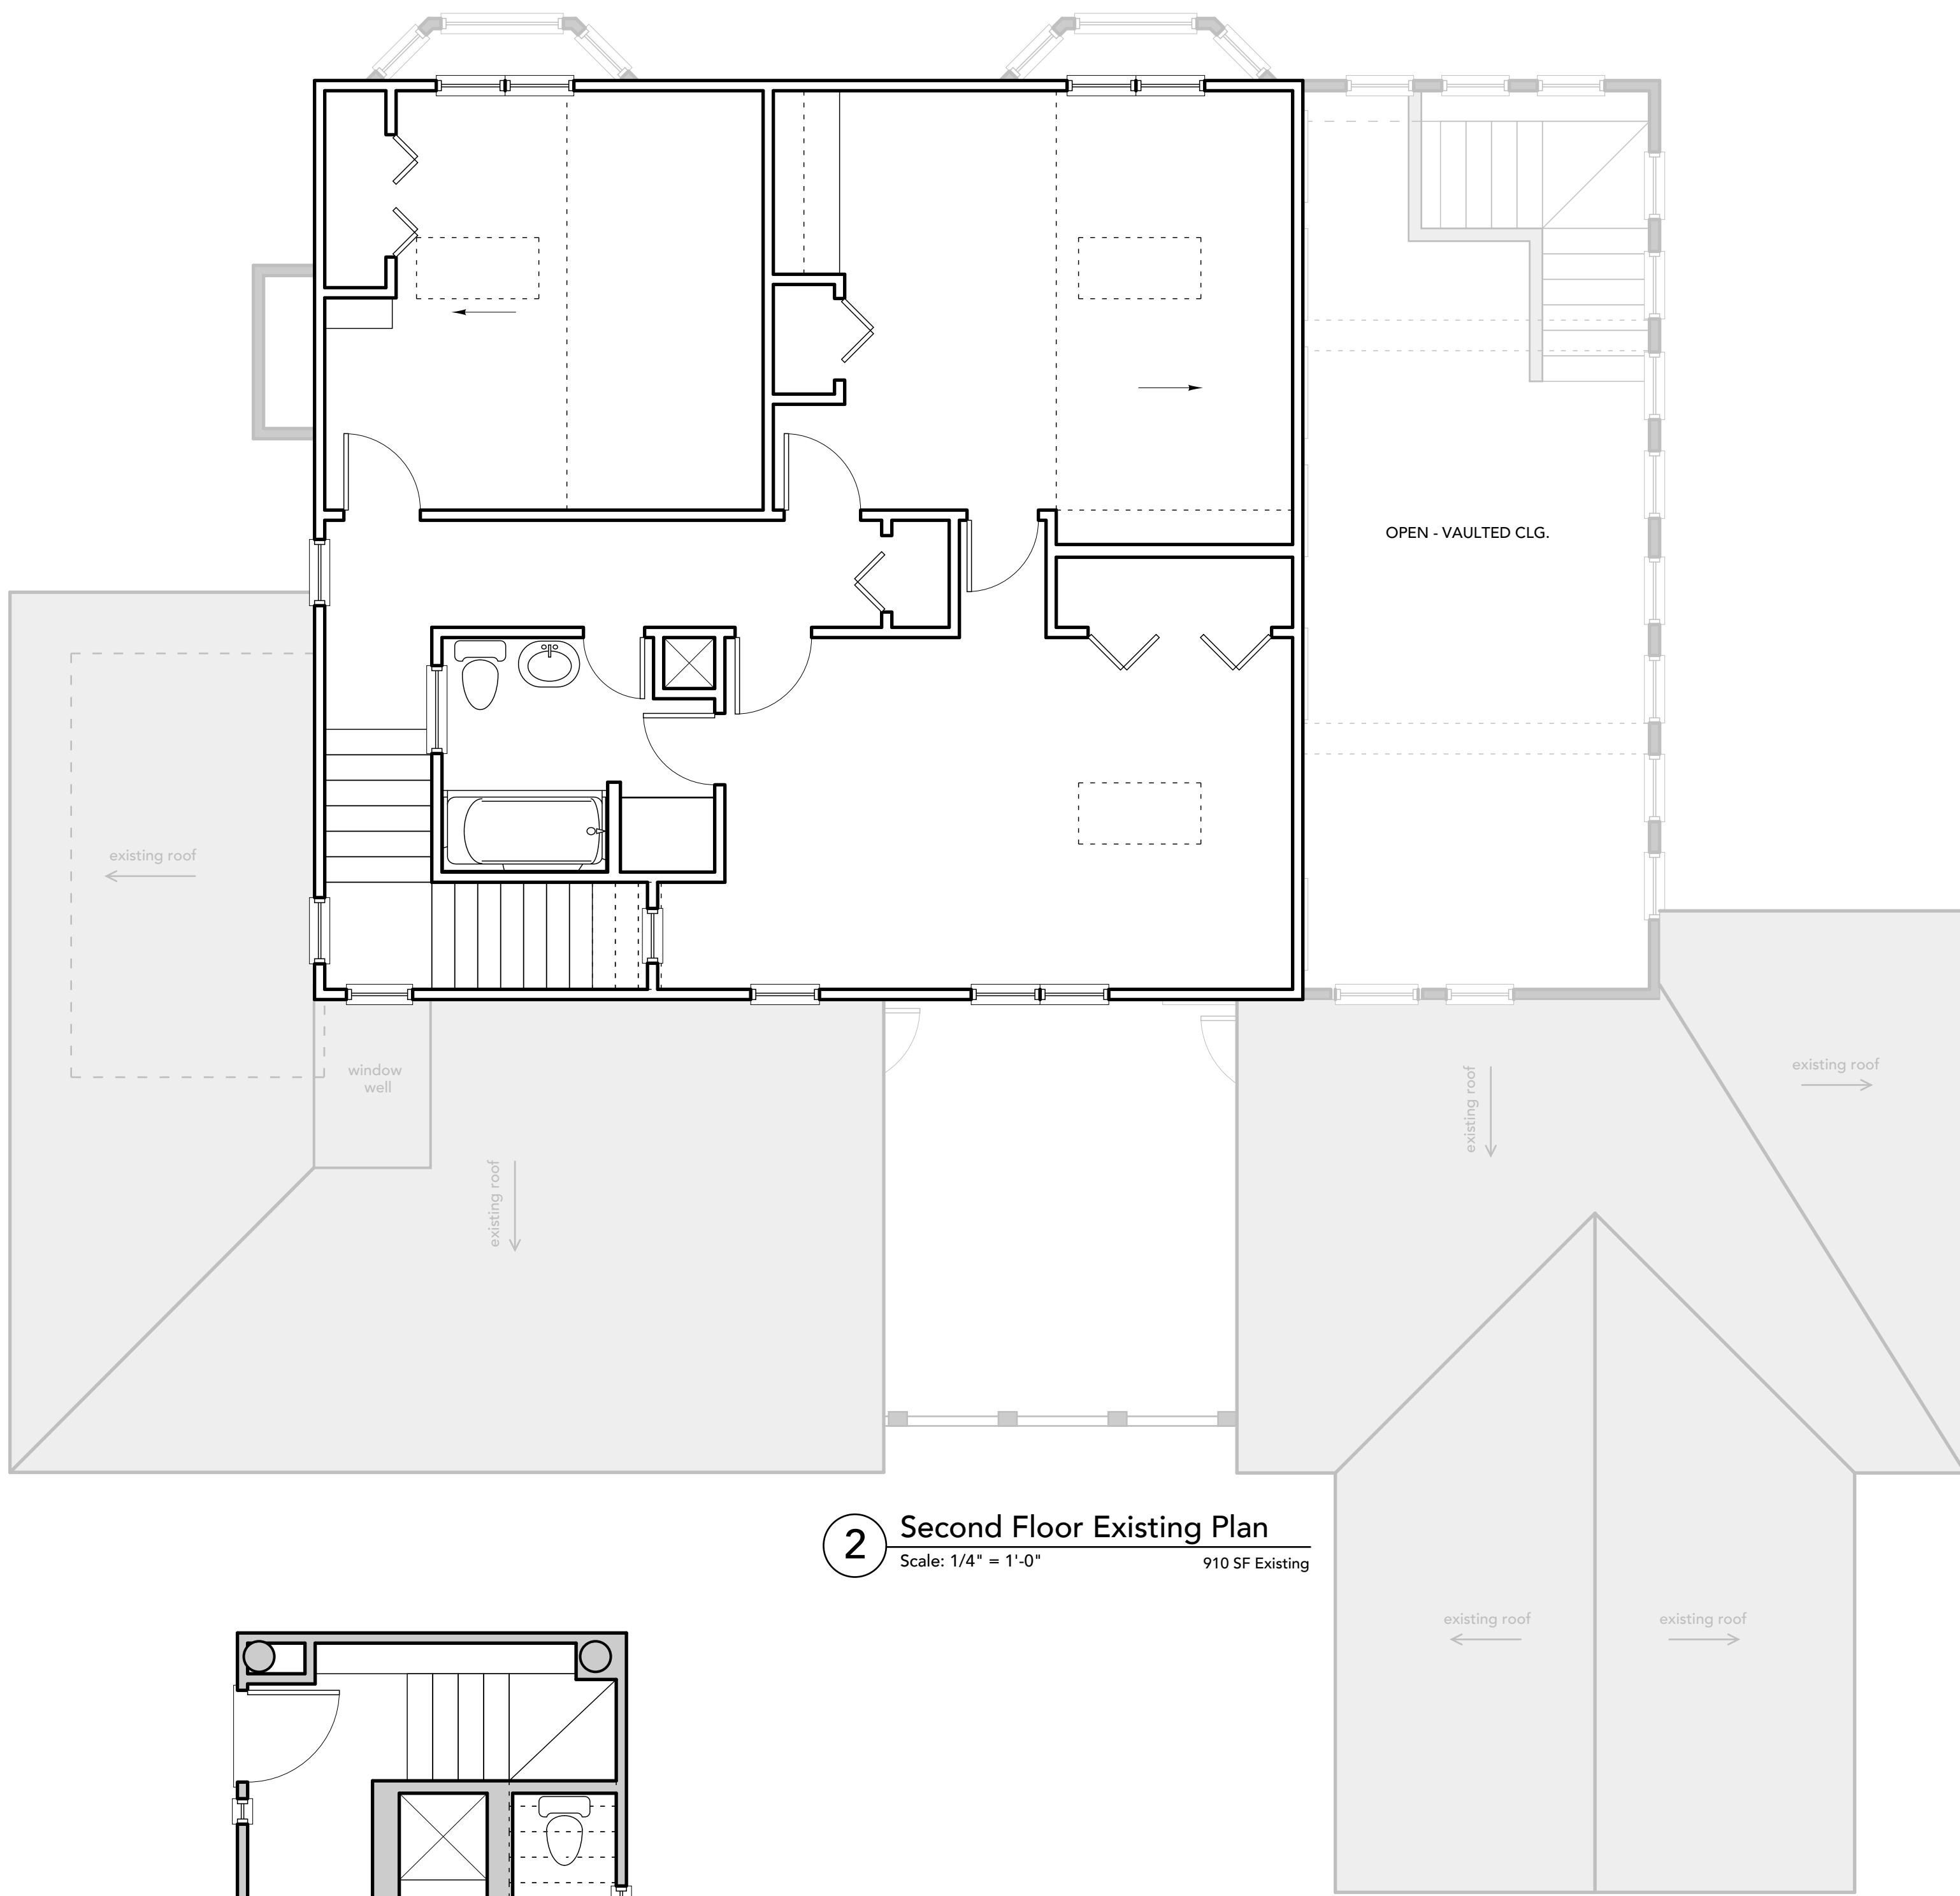 OPEN - VAULTED CLG.
existing roof
window
well
existing roof
existing roof
existing roof
2
Second Floor Existing Plan
Scale: 1/4" = 1'-0"
910 SF Existing
existing roof
existing roof